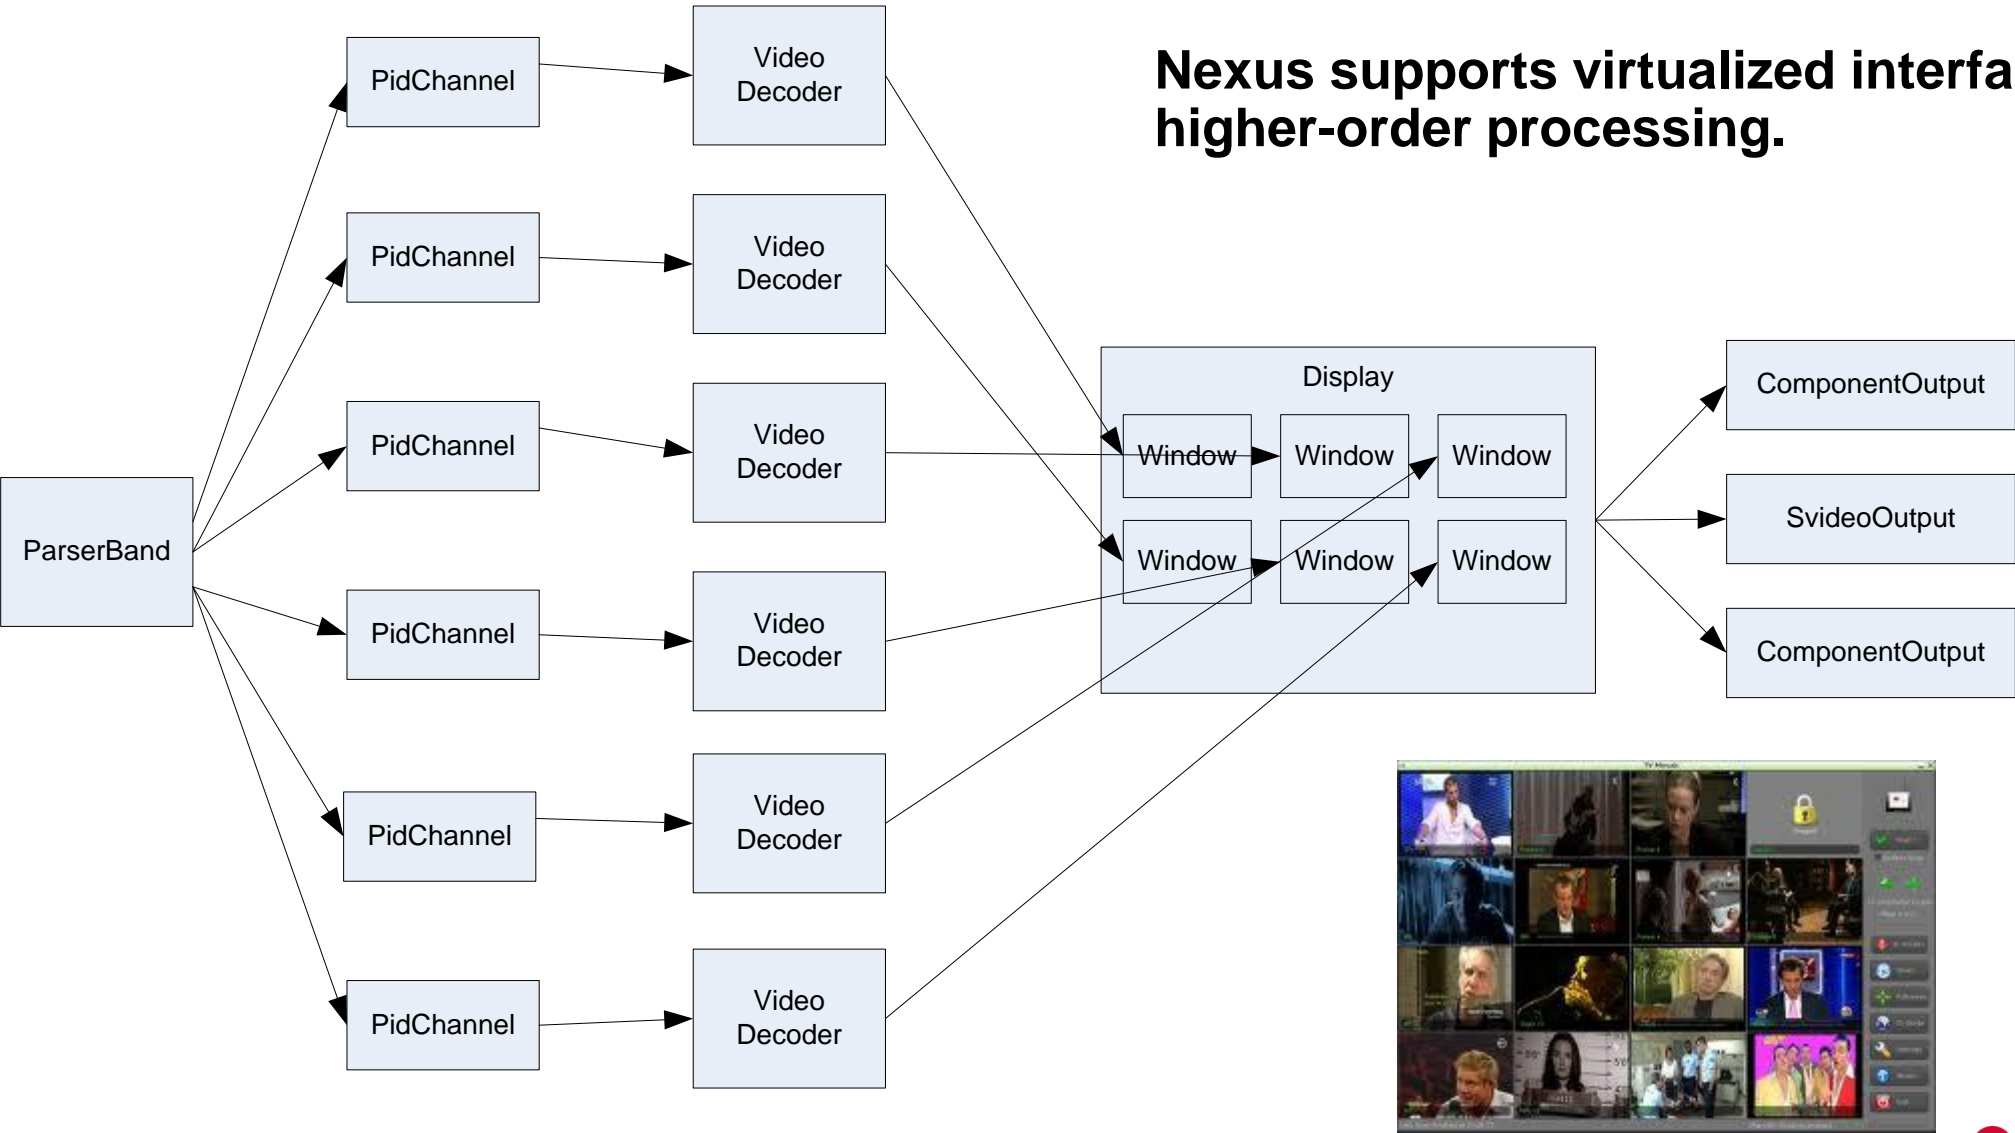 Nexus supports virtualized interfa
higher-order processing.
PidChannel
Video
Decoder
PidChannel
Video
Decoder
PidChannel
Video
Decoder
ParserBand
PidChannel
Video
Decoder
PidChannel
Video
Decoder
PidChannel
Video
Decoder
Display
Window Window Window
Window Window Window
ComponentOutput
SvideoOutput
ComponentOutput